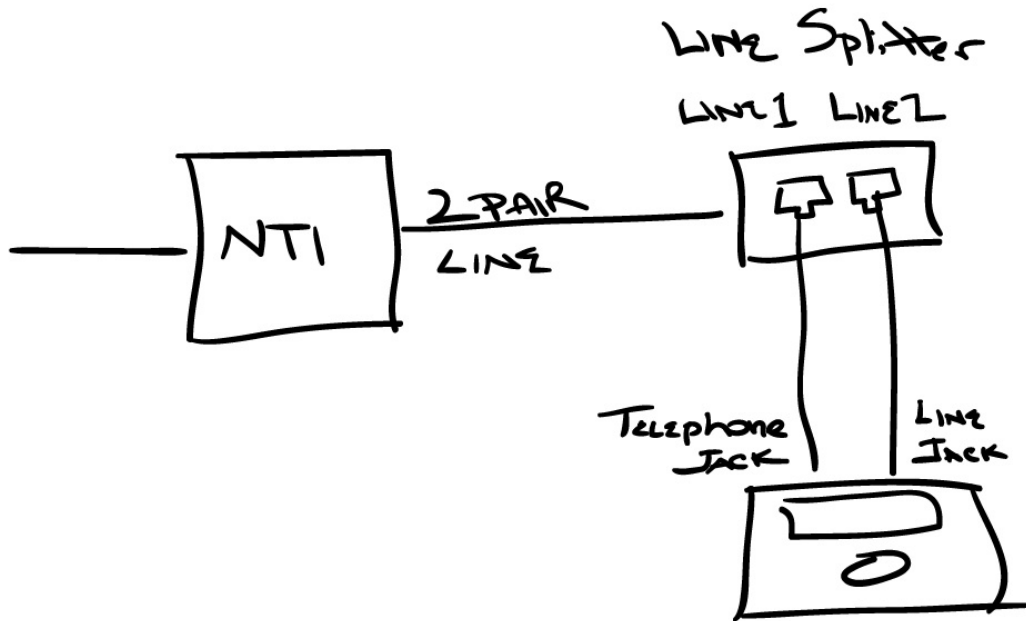 Line Splitter
LINE1 LINE2
2 PAIR
LINE
NTI
Telephone
JACK
LINE
JACK